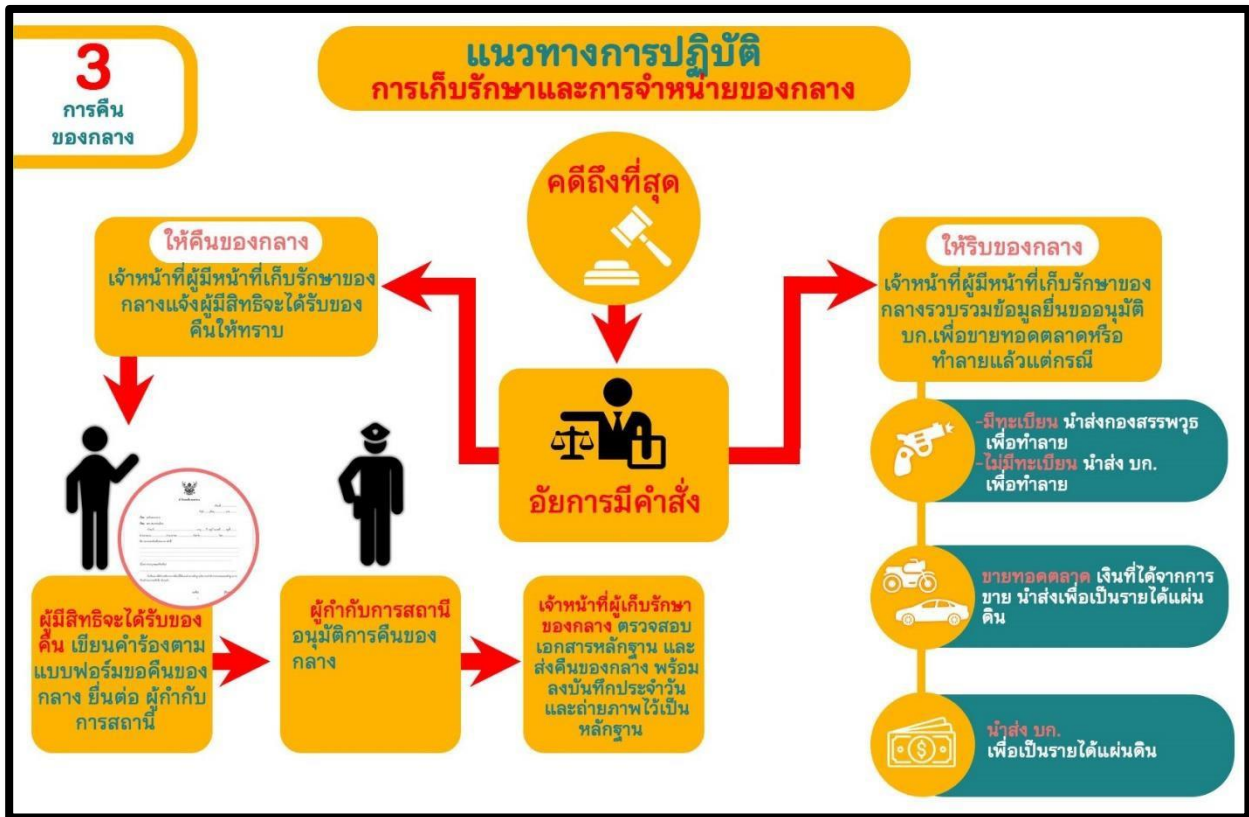 3
การคืน
ของกลาง
แนวทางการปฏิบัติ
การเก็บรักษาและการจำหน่ายของกลาง
คดีถึงที่สุด
ให้คืนของกลาง
เจ้าหน้าที่ผู้มีหน้าที่เก็บรักษาของ
กลางแจ้งผู้มีสิทธิจะได้รับของ
คืนให้ทราบ
อัยการมีคำสั่ง
ให้ริบของกลาง
เจ้าหน้าที่ผู้มีหน้าที่เก็บรักษาของ
กลางรวบรวมข้อมูลยื่นขออนุมัติ
บก.เพื่อขายทอดตลาดหรือ
ทำลายแล้วแต่กรณี
ผู้มีสิทธิจะได้รับของ
คืน เขียนคำร้องตาม
แบบฟอร์มขอคืนของ
กลาง ยื่นต่อ ผู้กำกับ
การสถานี
ผู้กำกับการสถานี
อนุมัติการคืนของ
กลาง
เจ้าหน้าที่ผู้เก็บรักษา
ของกลาง ตรวจสอบ
เอกสารหลักฐาน และ
ส่งคืนของกลาง พร้อม
ลงบันทึกประจำวัน
และถ่ายภาพไว้เป็น
หลักฐาน
-มีทะเบียน นำส่งกองสรรพวุธ
เพื่อทำลาย
-ไม่มีทะเบียน นำส่ง บก.
เพื่อทำลาย
ขายทอดตลาด เงินที่ได้จากการ
ขาย นำส่งเพื่อเป็นรายได้แผ่น
ดิน
นำส่ง บก.
เพื่อเป็นรายได้แผ่นดิน